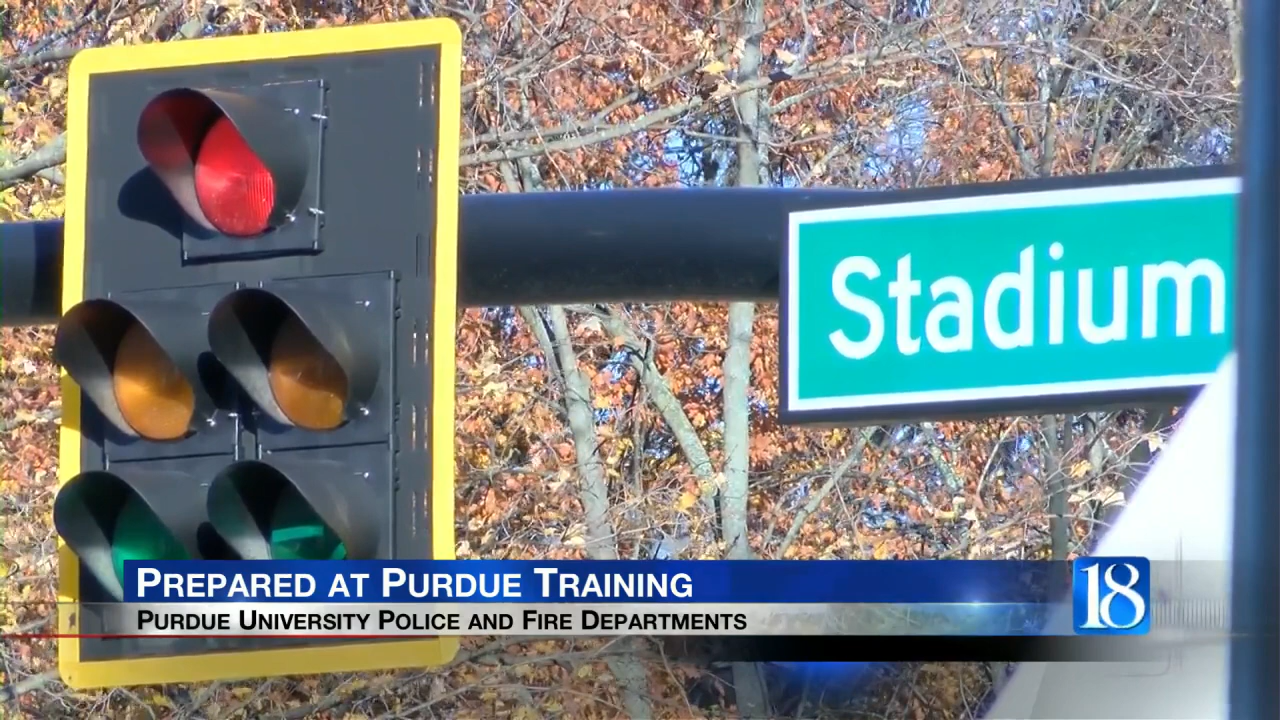 Stadium
PREPARED AT PURDUE TRAINING
PURDUE UNIVERSITY POLICE AND FIRE DEPARTMENTS
18